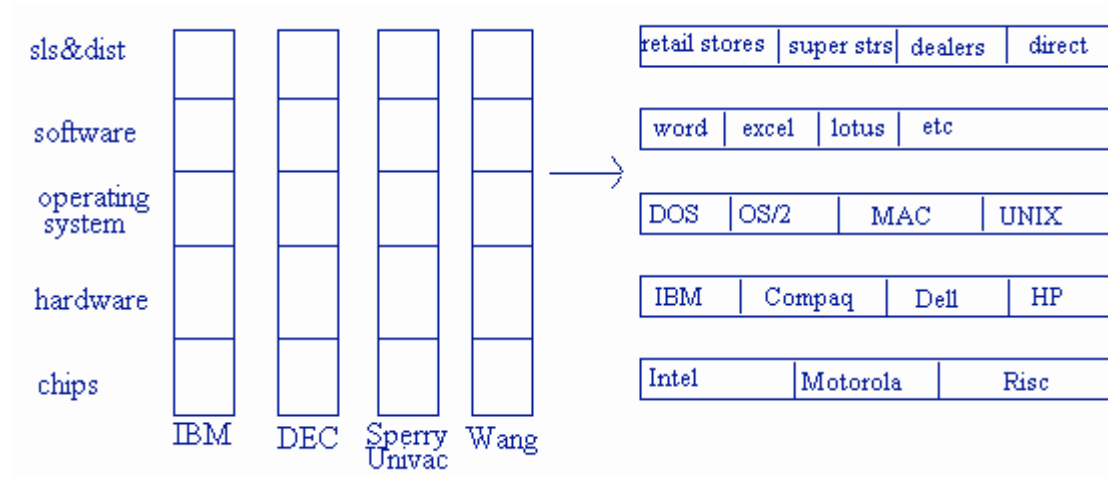 sls&dist
retail stores super strs dealers direct
software
word excel lotus etc
operating
system
DOS OS/2 MAC UNIX
hardware
IBM Compaq Dell HP
chips
Intel Motorola Risc
IBM DEC Sperry Wang
Univac